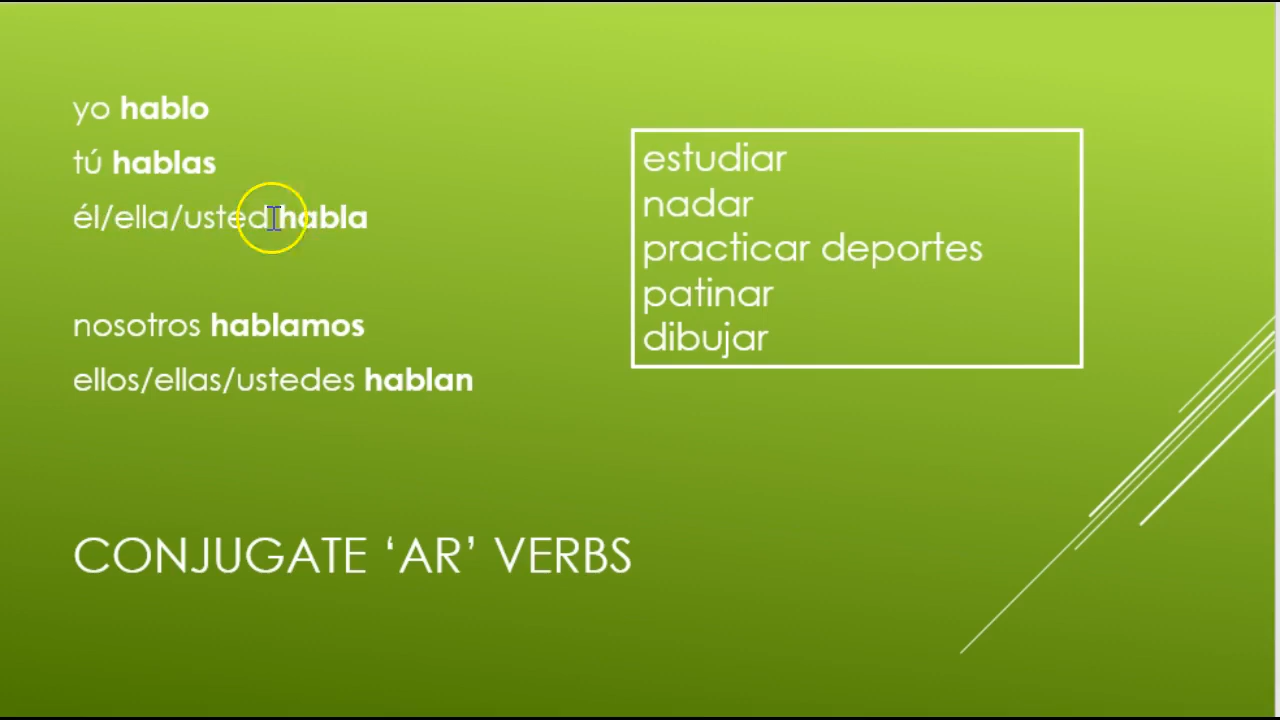 yo hablo
tú hablas
él/ella/usted habla
nosotros hablamos
ellos/ellas/ustedes hablan
estudiar
nadar
practicar deportes
patinar
dibujar
CONJUGATE ‘AR’ VERBS